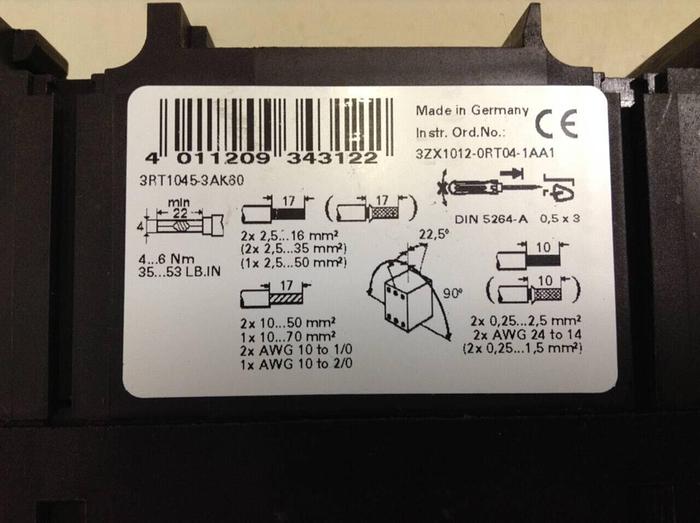 4 011209 343122
Made in Germany
Instr. Ord.No.:
CE
3ZX1012-0RT04-1AA1
3RT1045-3AK60
min
22
4
4...6 Nm
35...53 LB.IN
17
( 17 )
2x 2,5...16 mm²
(2x 2,5...35 mm²)
(1x 2,5...50 mm²)
17
2x 10...50 mm²
1x 10...70 mm²
2x AWG 10 to 1/0
1x AWG 10 to 2/0
22,5°
90°
DIN 5264-A 0,5 x 3
10
( 10 )
2x 0,25...2,5 mm²
2x AWG 24 to 14
(2x 0,25...1,5 mm²)